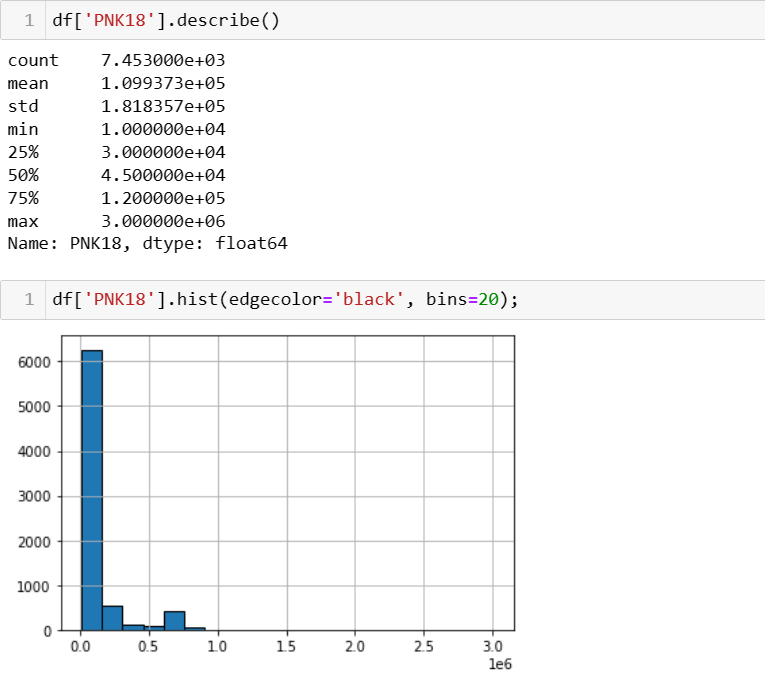 1 df['PNK18'].describe()
count 7.453000e+03
mean 1.099373e+05
std 1.818357e+05
min 1.000000e+04
25% 3.000000e+04
50% 4.500000e+04
75% 1.200000e+05
max 3.000000e+06
Name: PNK18, dtype: float64
1 df['PNK18'].hist(edgecolor='black', bins=20);
6000
5000
4000
3000
2000
1000
0
0.0 0.5 1.0 1.5 2.0 2.5 3.0
1e6